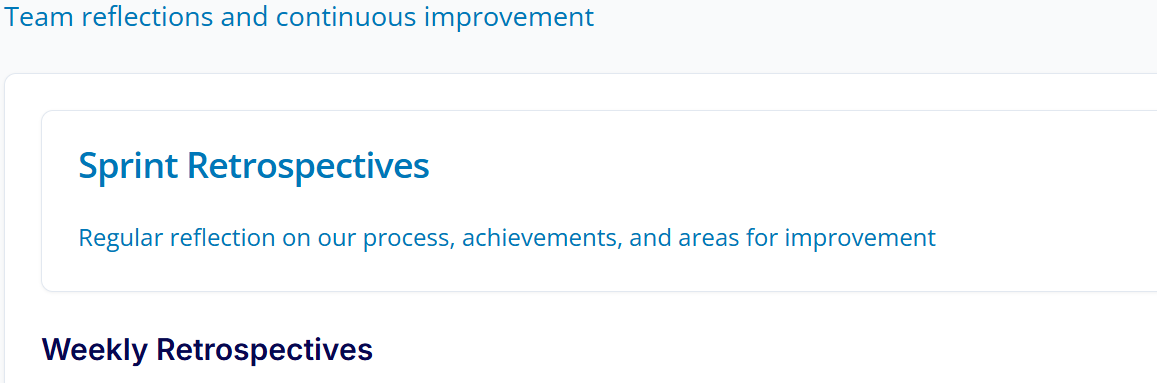 Team reflections and continuous improvement
Sprint Retrospectives
Regular reflection on our process, achievements, and areas for improvement
Weekly Retrospectives